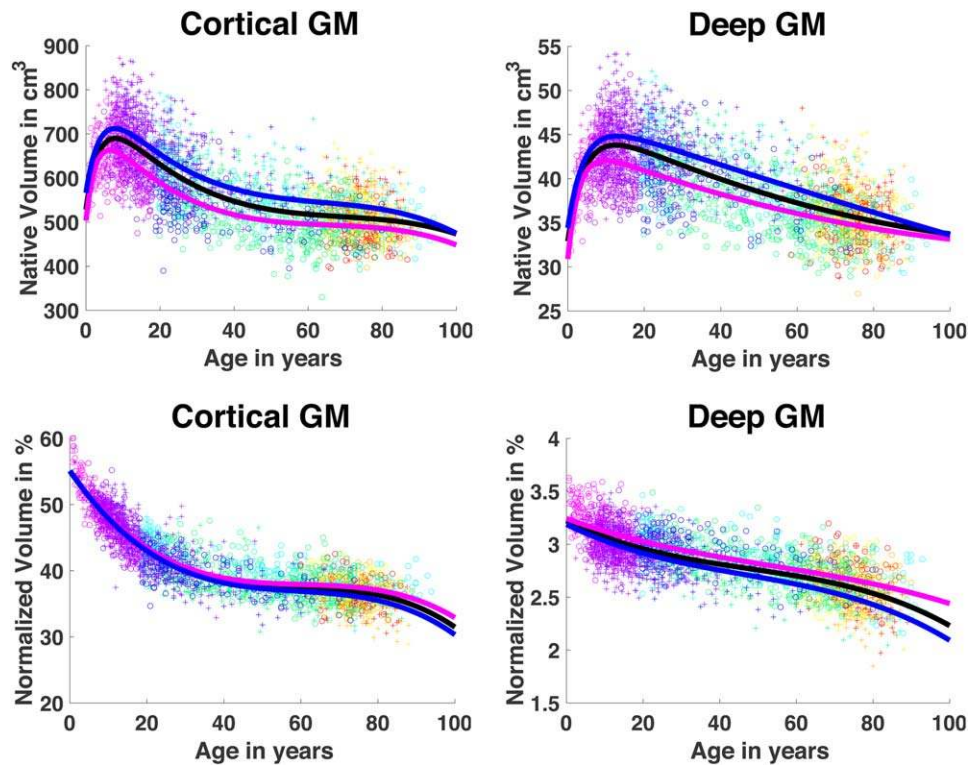 Cortical GM
Native Volume in cm³
900
800
700
600
500
400
300
0 20 40 60 80 100
Age in years
Deep GM
Native Volume in cm³
55
50
45
40
35
30
25
0 20 40 60 80 100
Age in years
Cortical GM
Normalized Volume in %
60
50
40
30
20
0 20 40 60 80 100
Age in years
Deep GM
Normalized Volume in %
4
3.5
3
2.5
2
1.5
0 20 40 60 80 100
Age in years